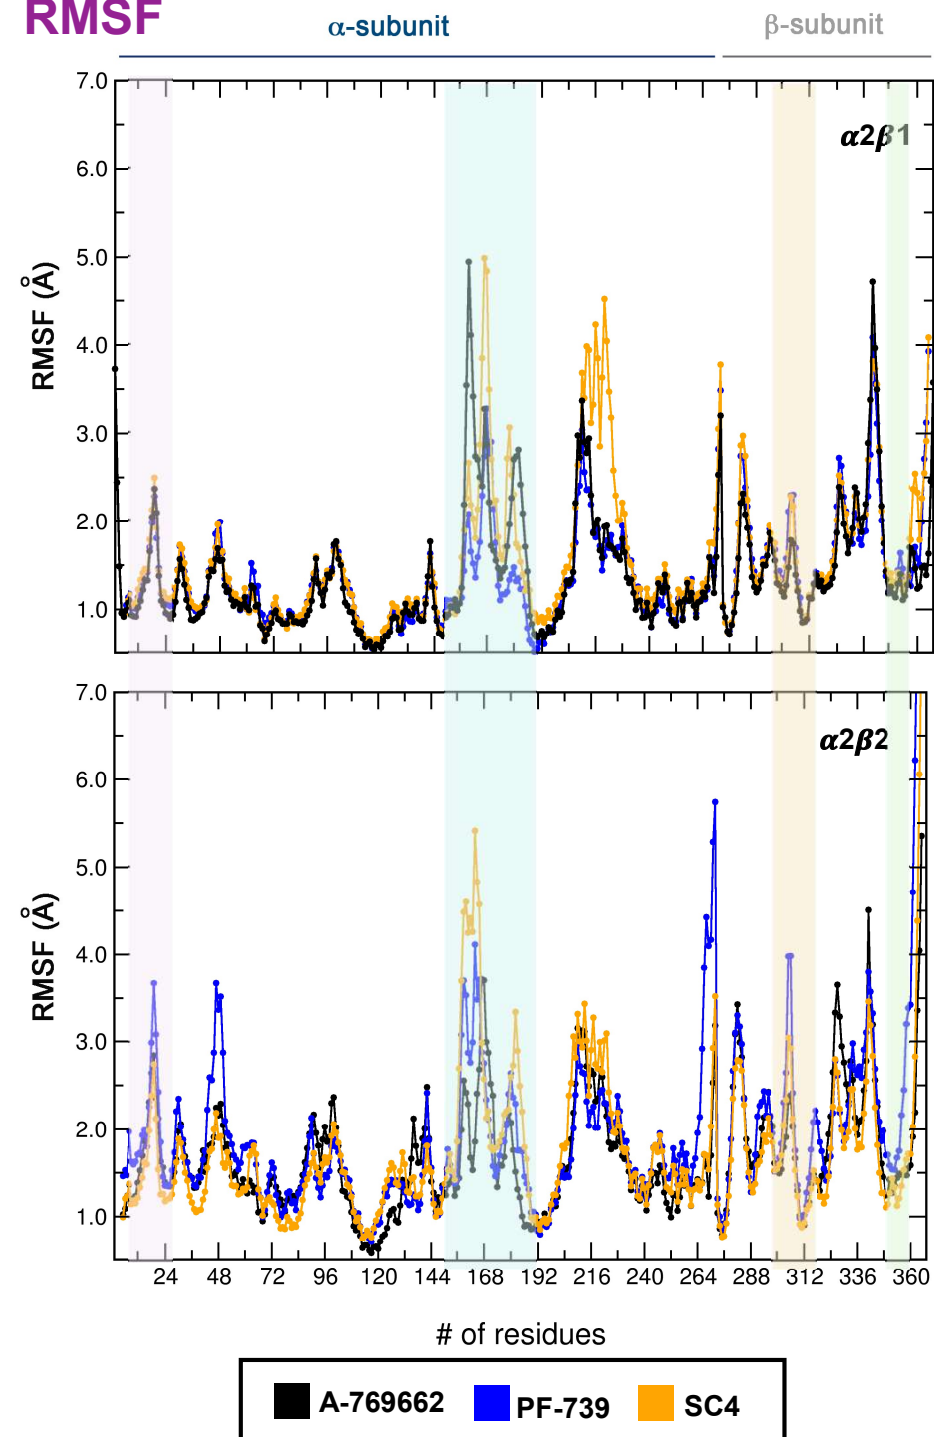 RMSF
α-subunit
β-subunit
7.0
α2β1
6.0
5.0
4.0
3.0
2.0
1.0
RMSF (Å)
7.0
α2β2
6.0
5.0
4.0
3.0
2.0
1.0
RMSF (Å)
24 48 72 96 120 144 168 192 216 240 264 288 312 336 360
# of residues
A-769662 PF-739 SC4